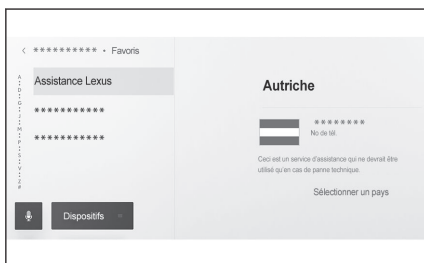 < ********** • Favoris
Assistance Lexus
***********
***********
A
•
D
•
G
•
J
•
M
•
P
•
S
•
V
•
Z
#
Dispositifs
Autriche
********
No de tél.
Ceci est un service d'assistance qui ne devrait être
utilisé qu'en cas de panne technique.
Sélectionner un pays